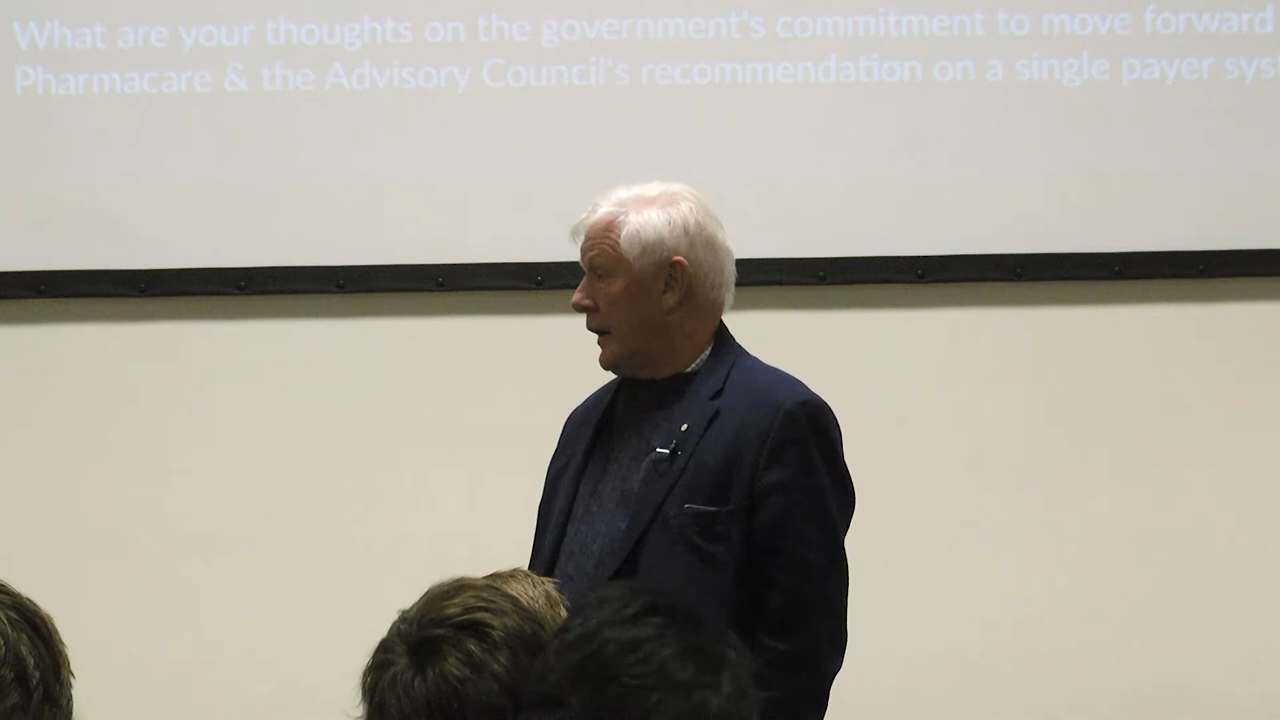 What are your thoughts on the government's commitment to move forward
Pharmacare & the Advisory Council's recommendation on a single payer